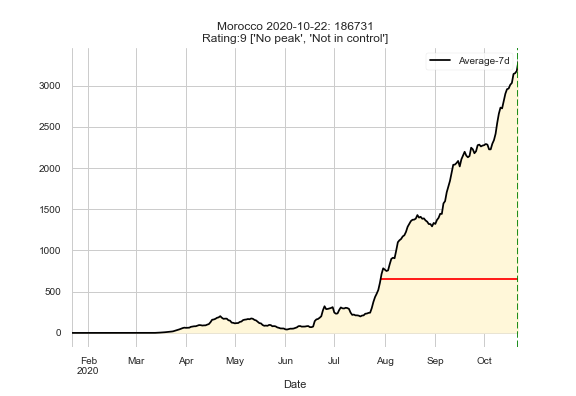 Morocco 2020-10-22: 186731
Rating:9 ['No peak', 'Not in control']
Average-7d
3000
2500
2000
1500
1000
500
0
Feb
2020
Mar
Apr
May
Jun
Jul
Aug
Sep
Oct
Date